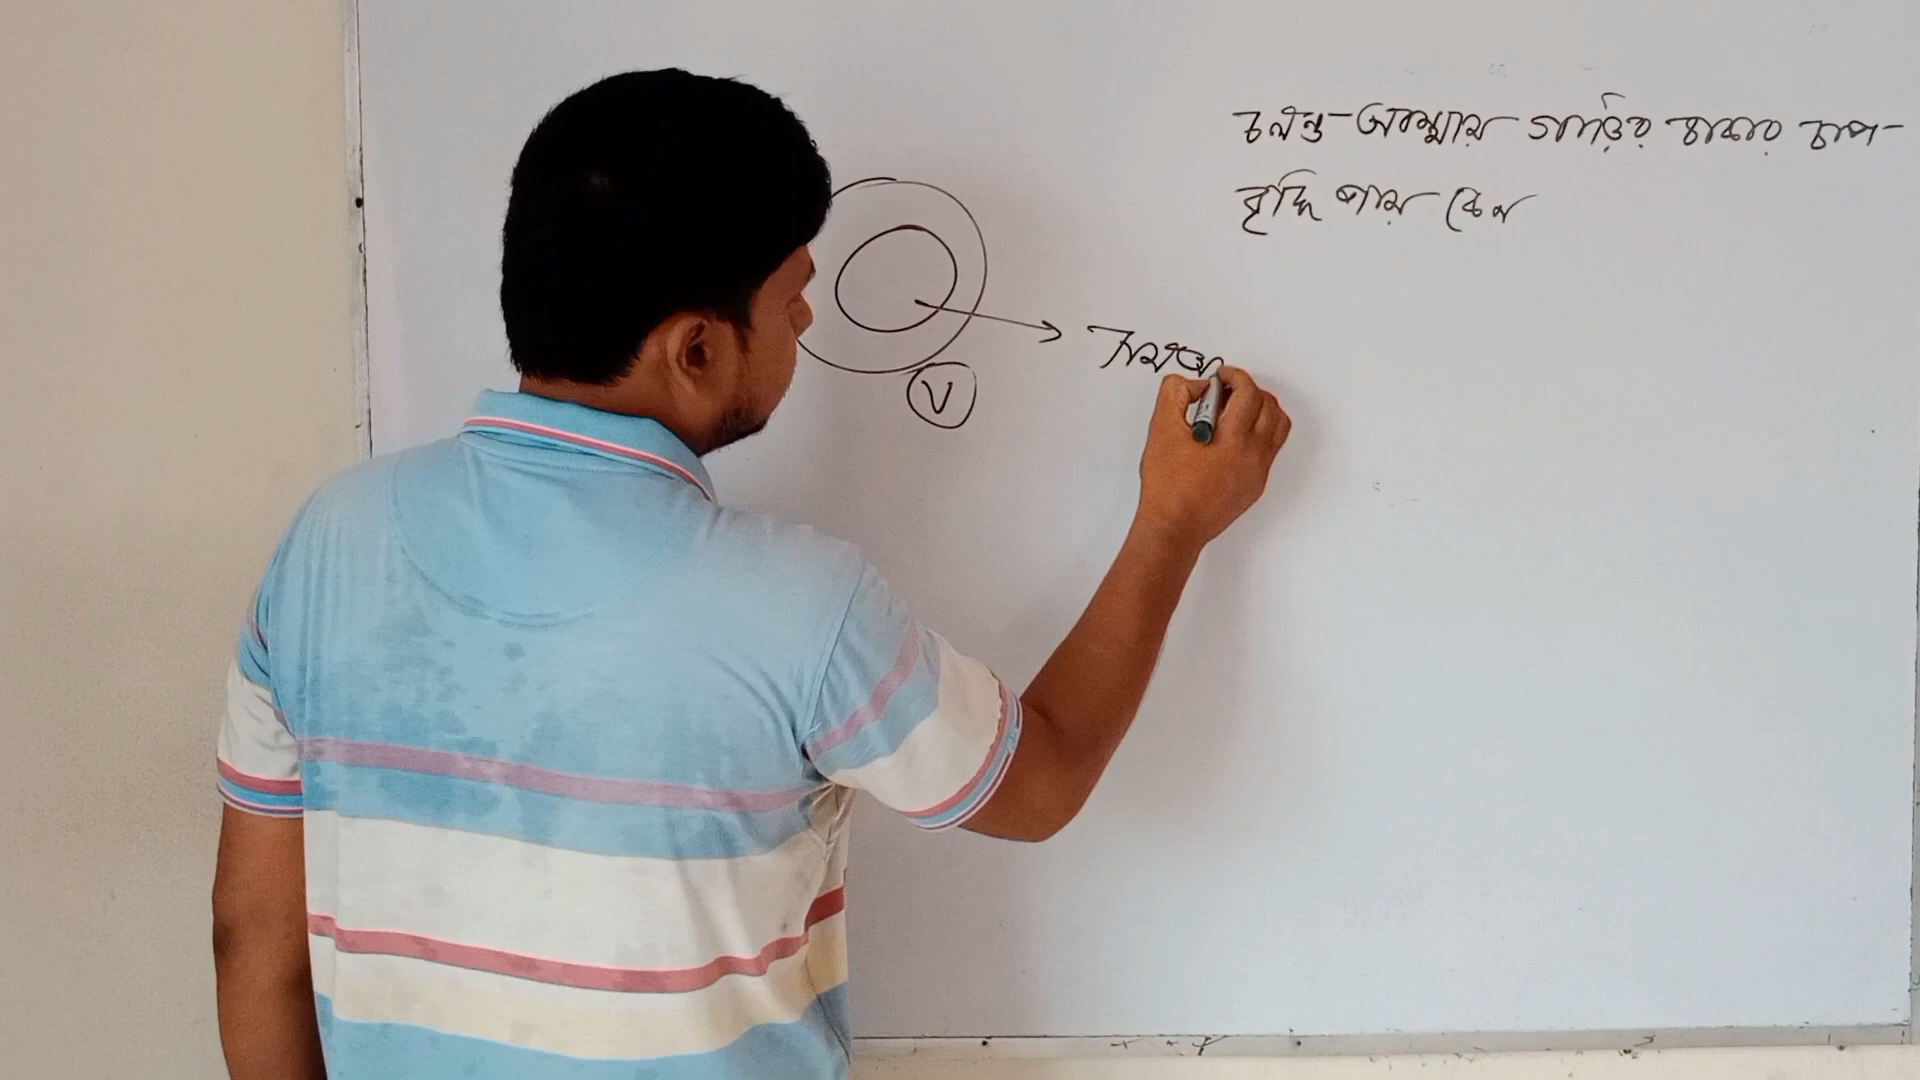 চলন্ত অবস্থায় গাড়ির চাকার চাপ
বৃদ্ধি পায় কেন
V